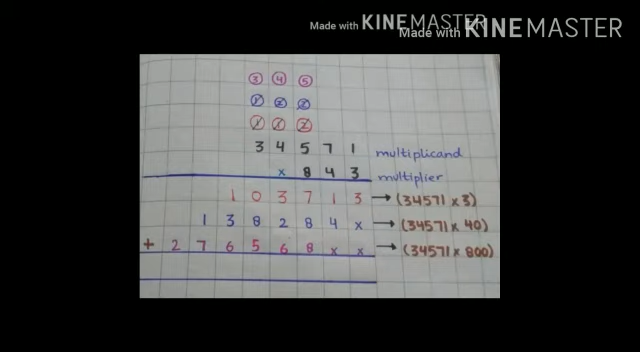 Made with KINEMASTER
Made with KINEMASTER
3 4 5
1 2 2
1 1 2
3 4 5 7 1 multiplicand
x 8 4 3 multiplier
1 0 3 7 1 3 → (34571 x 3)
1 3 8 2 8 4 x → (34571 x 40)
+ 2 7 6 5 6 8 x x → (34571 x 800)